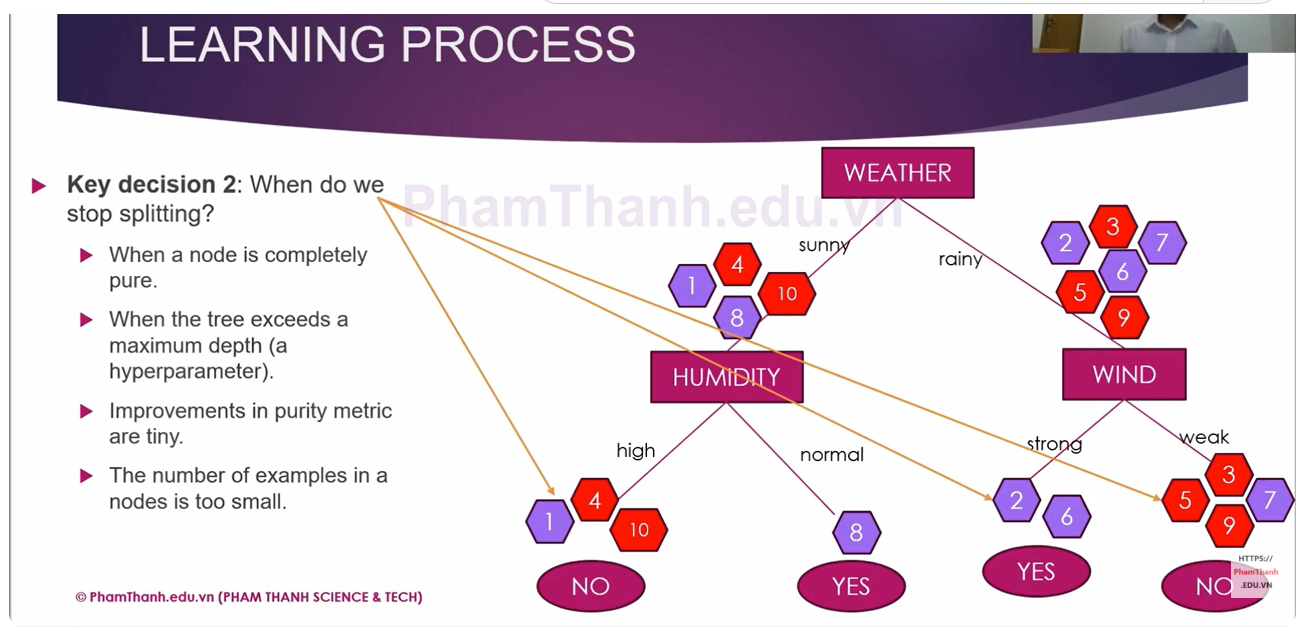 LEARNING PROCESS
Key decision 2: When do we
stop splitting?
When a node is completely
pure.
When the tree exceeds a
maximum depth (a
hyperparameter).
Improvements in purity metric
are tiny.
The number of examples in a
nodes is too small.
© PhamThanh.edu.vn (PHAM THANH SCIENCE & TECH)
PhamThanh.edu.vn
WEATHER
sunny
rainy
4
1
10
8
3
2
7
6
5
9
HUMIDITY
WIND
high
normal
strong
weak
4
1
10
8
2
6
3
5
7
9
NO
YES
YES
NO
HTTPS://
PhamThanh
.EDU.VN